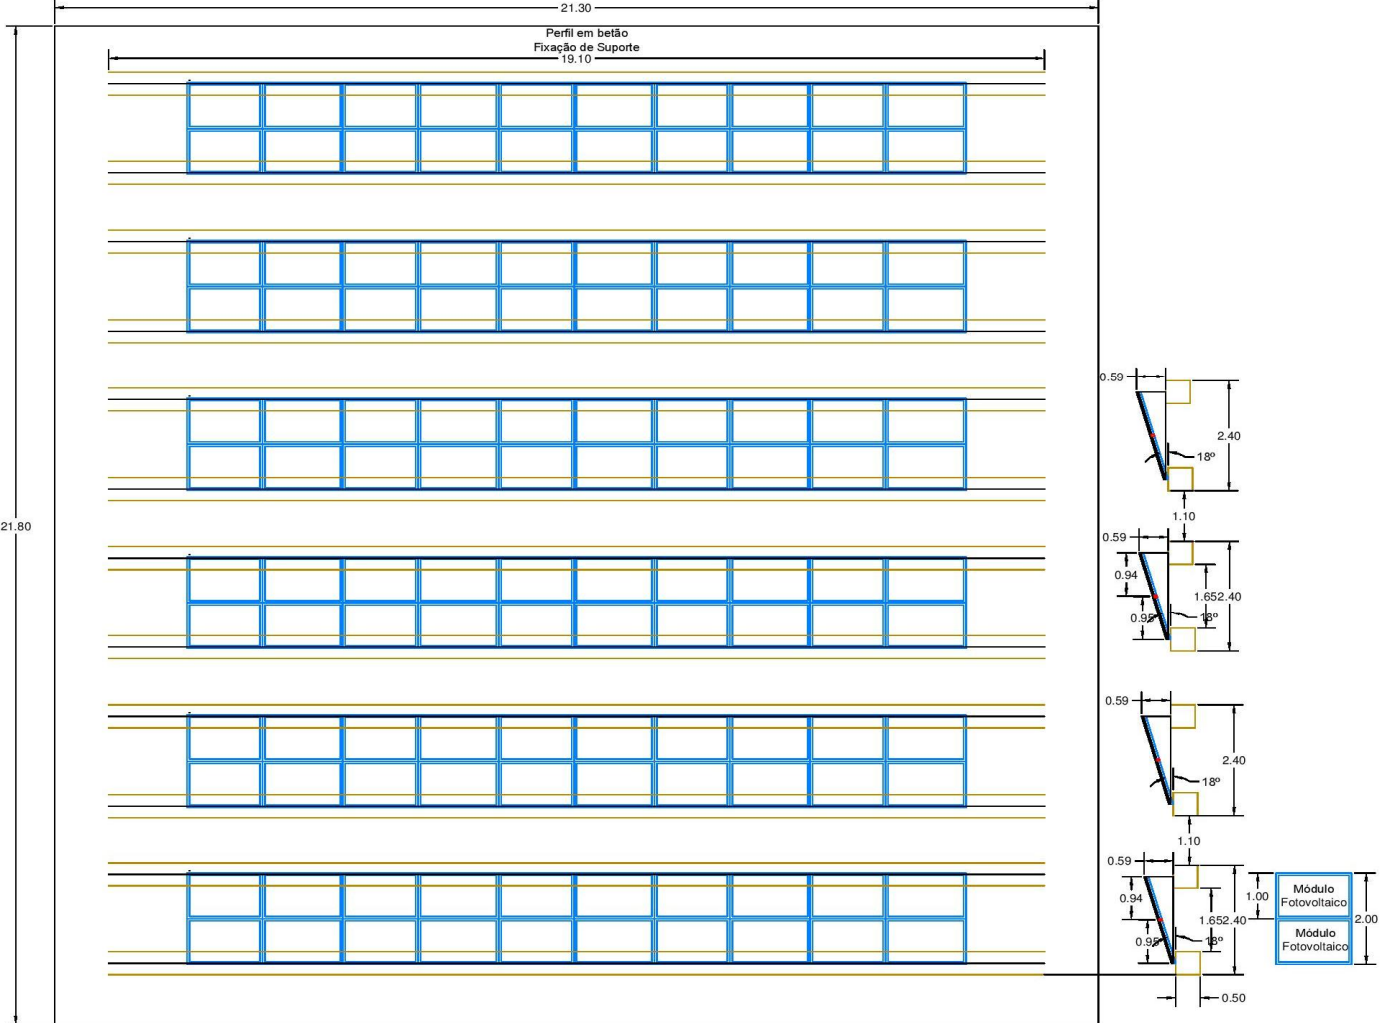 21.30
Perfil em betão
Fixação de Suporte
19.10
21.80
0.59
2.40
18º
1.10
0.59
0.94
1.65
2.40
0.95
18º
0.59
2.40
18º
1.10
0.59
0.94
1.65
2.40
0.95
18º
0.50
1.00
Módulo
Fotovoltaico
2.00
Módulo
Fotovoltaico